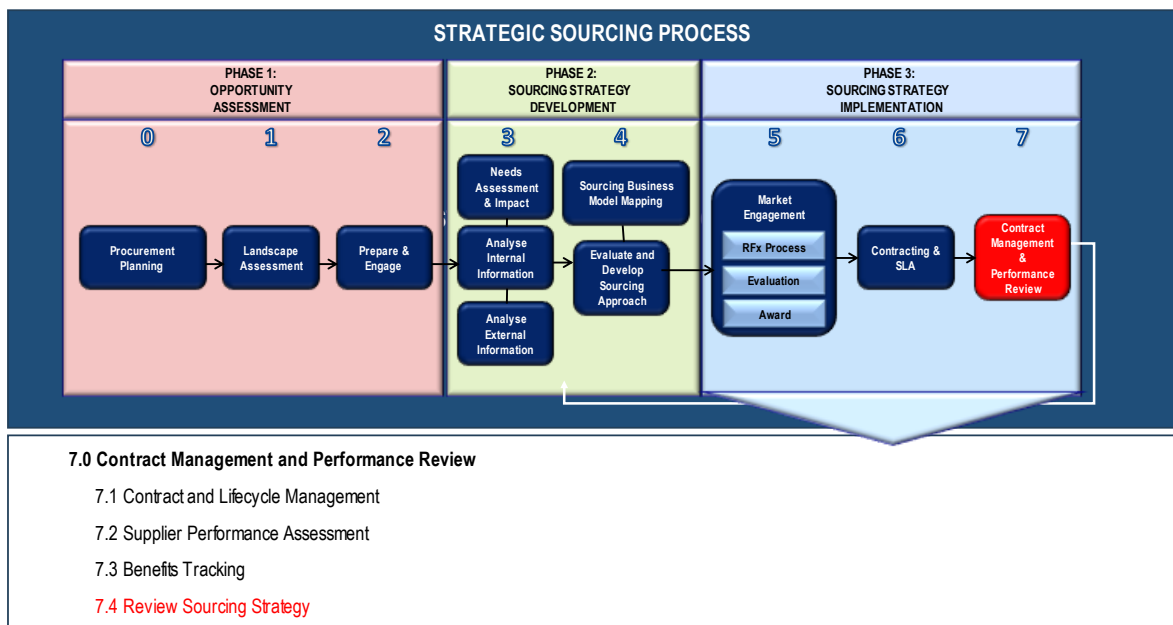 STRATEGIC SOURCING PROCESS
PHASE 1:
OPPORTUNITY
ASSESSMENT
PHASE 2:
SOURCING STRATEGY
DEVELOPMENT
PHASE 3:
SOURCING STRATEGY
IMPLEMENTATION
0
1
2
3
4
5
6
7
Procurement
Planning
Landscape
Assessment
Prepare &
Engage
Needs
Assessment
& Impact
Analyse
Internal
Information
Analyse
External
Information
Sourcing Business
Model Mapping
Evaluate and
Develop
Sourcing
Approach
Market
Engagement
RFx Process
Evaluation
Award
Contracting &
SLA
Contract
Management
&
Performance
Review
7.0 Contract Management and Performance Review
7.1 Contract and Lifecycle Management
7.2 Supplier Performance Assessment
7.3 Benefits Tracking
7.4 Review Sourcing Strategy